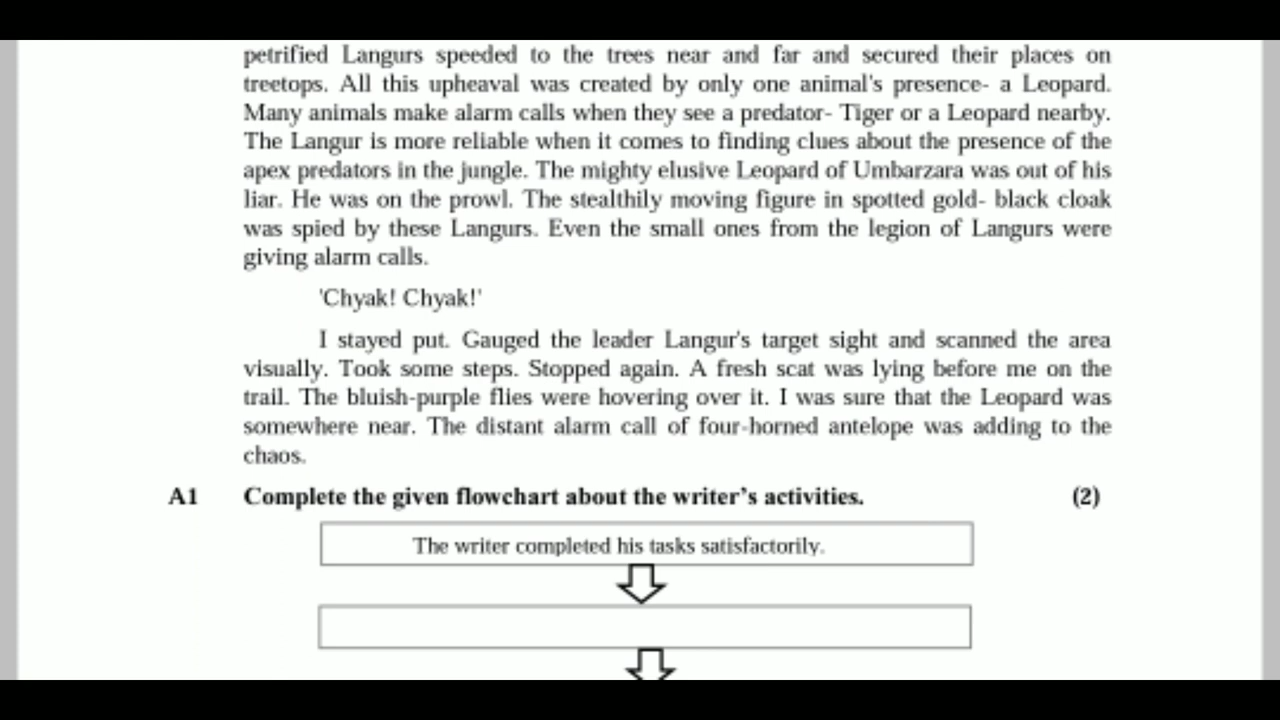 petrified Langurs speeded to the trees near and far and secured their places on
treetops. All this upheaval was created by only one animal's presence- a Leopard.
Many animals make alarm calls when they see a predator- Tiger or a Leopard nearby.
The Langur is more reliable when it comes to finding clues about the presence of the
apex predators in the jungle. The mighty elusive Leopard of Umbarzara was out of his
liar. He was on the prowl. The stealthily moving figure in spotted gold- black cloak
was spied by these Langurs. Even the small ones from the legion of Langurs were
giving alarm calls.
'Chyak! Chyak!'
I stayed put. Gauged the leader Langur's target sight and scanned the area
visually. Took some steps. Stopped again. A fresh scat was lying before me on the
trail. The bluish-purple flies were hovering over it. I was sure that the Leopard was
somewhere near. The distant alarm call of four-horned antelope was adding to the
chaos.
A1 Complete the given flowchart about the writer’s activities. (2)
The writer completed his tasks satisfactorily.